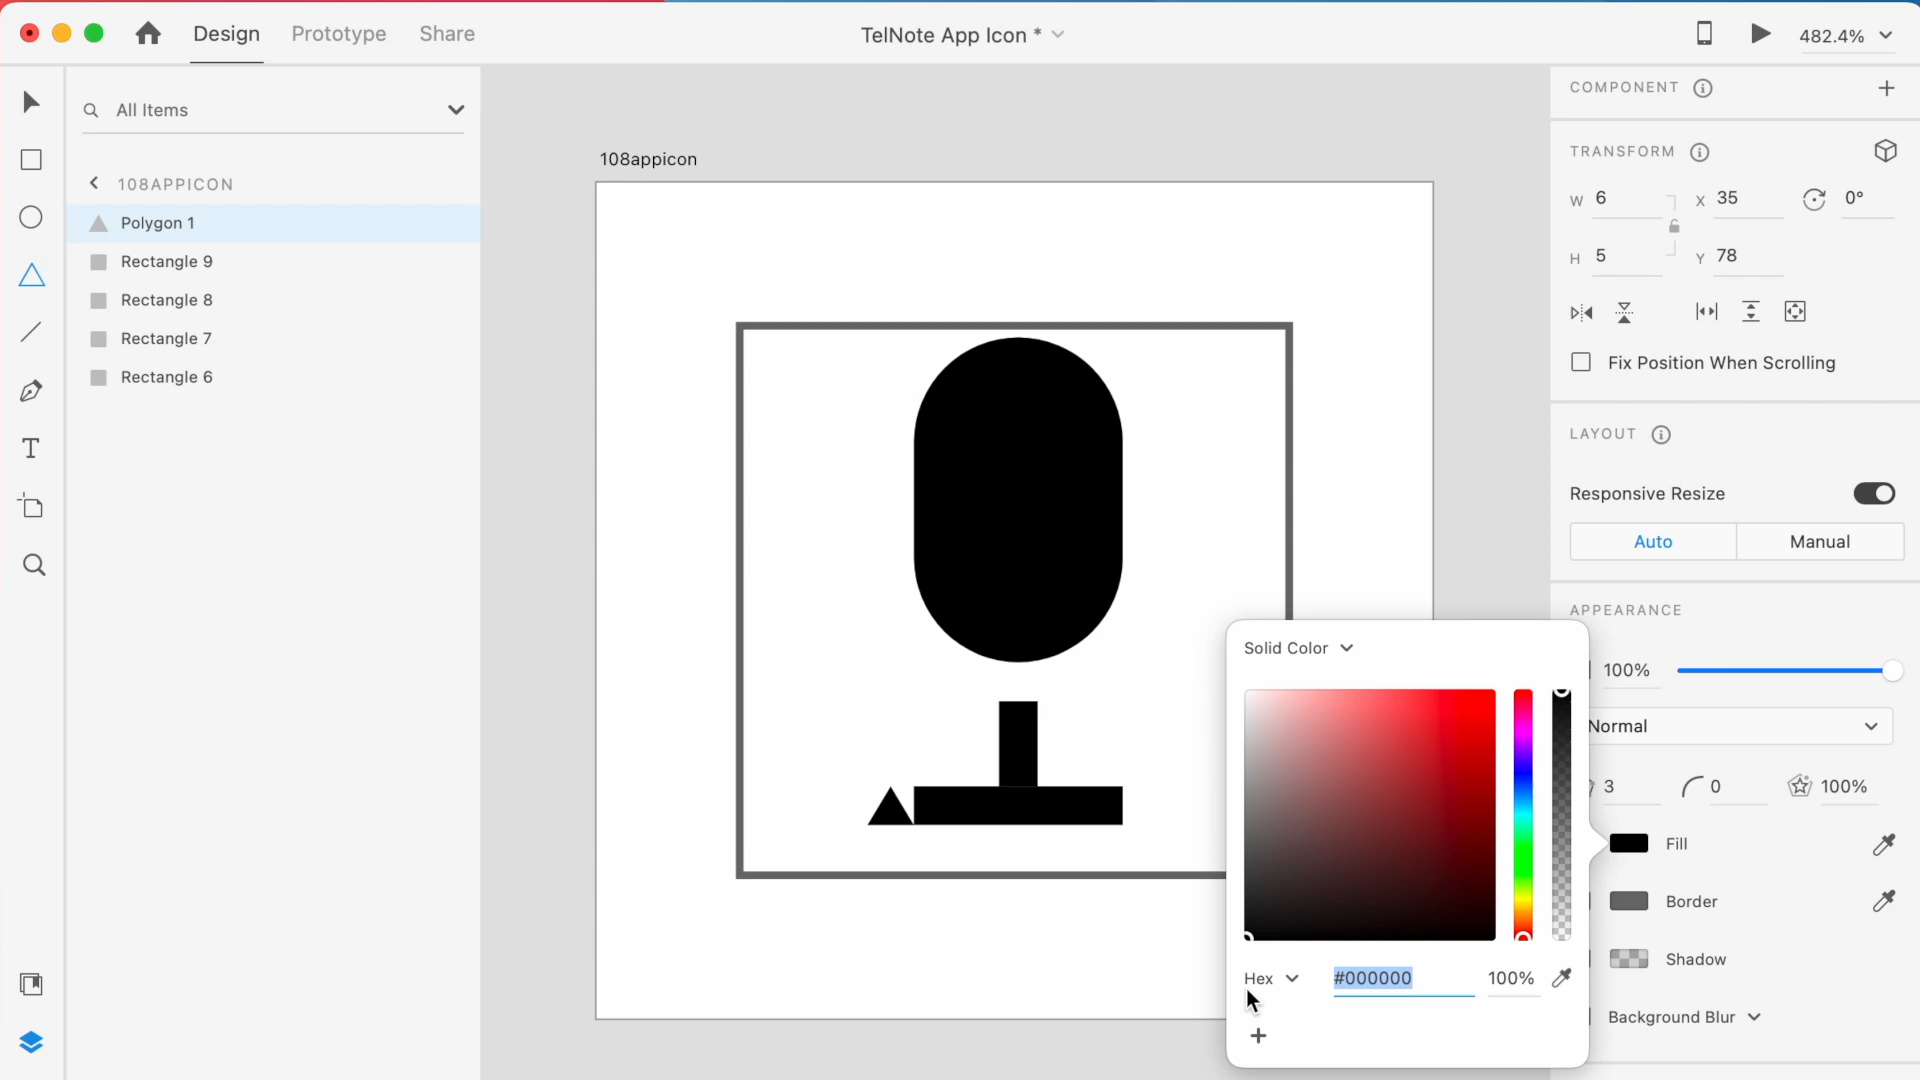 Design
Prototype
Share
TelNote App Icon *
482.4%
All Items
108APPICON
Polygon 1
Rectangle 9
Rectangle 8
Rectangle 7
Rectangle 6
108appicon
COMPONENT
TRANSFORM
W 6
X 35
0°
H 5
Y 78
Fix Position When Scrolling
LAYOUT
Responsive Resize
Auto
Manual
APPEARANCE
100%
Normal
3
0
100%
Fill
Border
Shadow
Background Blur
Solid Color
Hex
#000000
100%